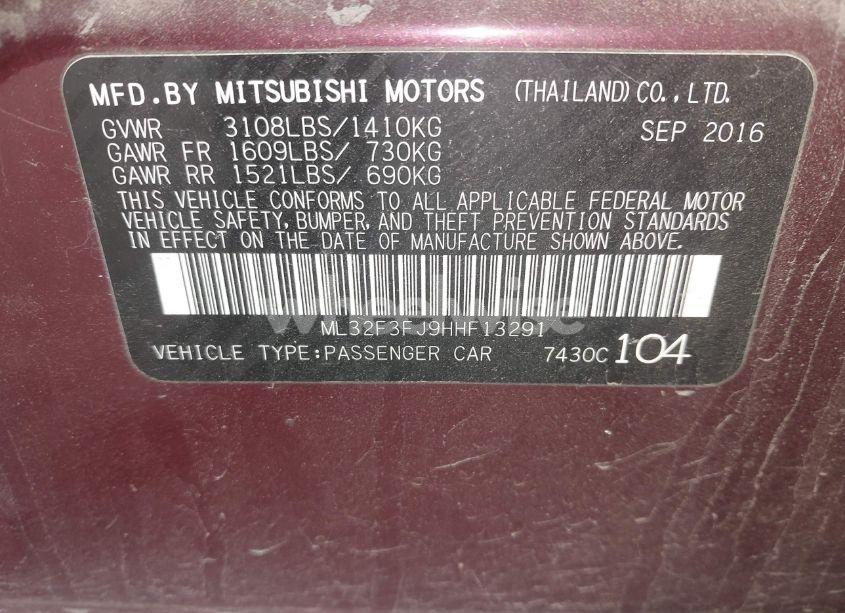 MFD.BY MITSUBISHI MOTORS (THAILAND) CO.,LTD.
GVWR 3108LBS/1410KG SEP 2016
GAWR FR 1609LBS/ 730KG
GAWR RR 1521LBS/ 690KG
THIS VEHICLE CONFORMS TO ALL APPLICABLE FEDERAL MOTOR
VEHICLE SAFETY, BUMPER, AND THEFT PREVENTION STANDARDS
IN EFFECT ON THE DATE OF MANUFACTURE SHOWN ABOVE.
wheelwise
ML32F3FJ9HHF13291
VEHICLE TYPE:PASSENGER CAR 7430C 104